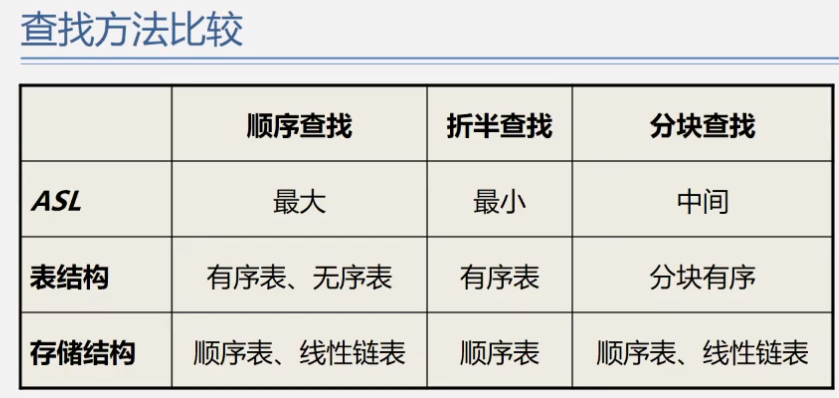 查找方法比较
顺序查找 折半查找 分块查找
ASL 最大 最小 中间
表结构 有序表、无序表 有序表 分块有序
存储结构 顺序表、线性链表 顺序表 顺序表、线性链表